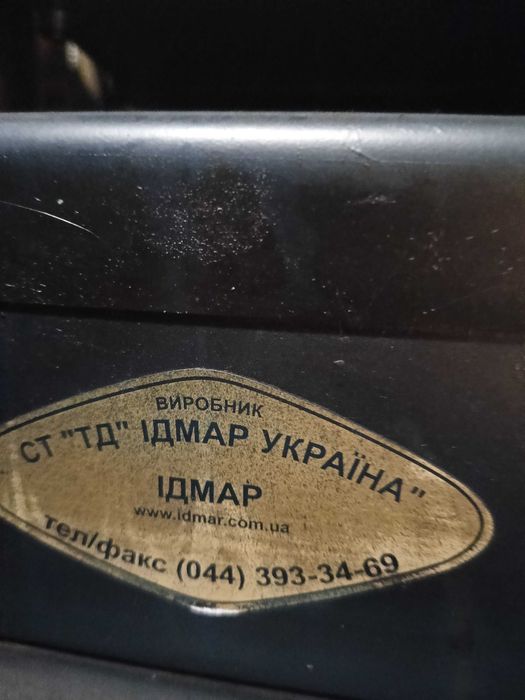 ВИРОБНИК
СТ "ТД" ІДМАР УКРАЇНА"
ІДМАР
www.idmar.com.ua
тел/факс (044) 393-34-69